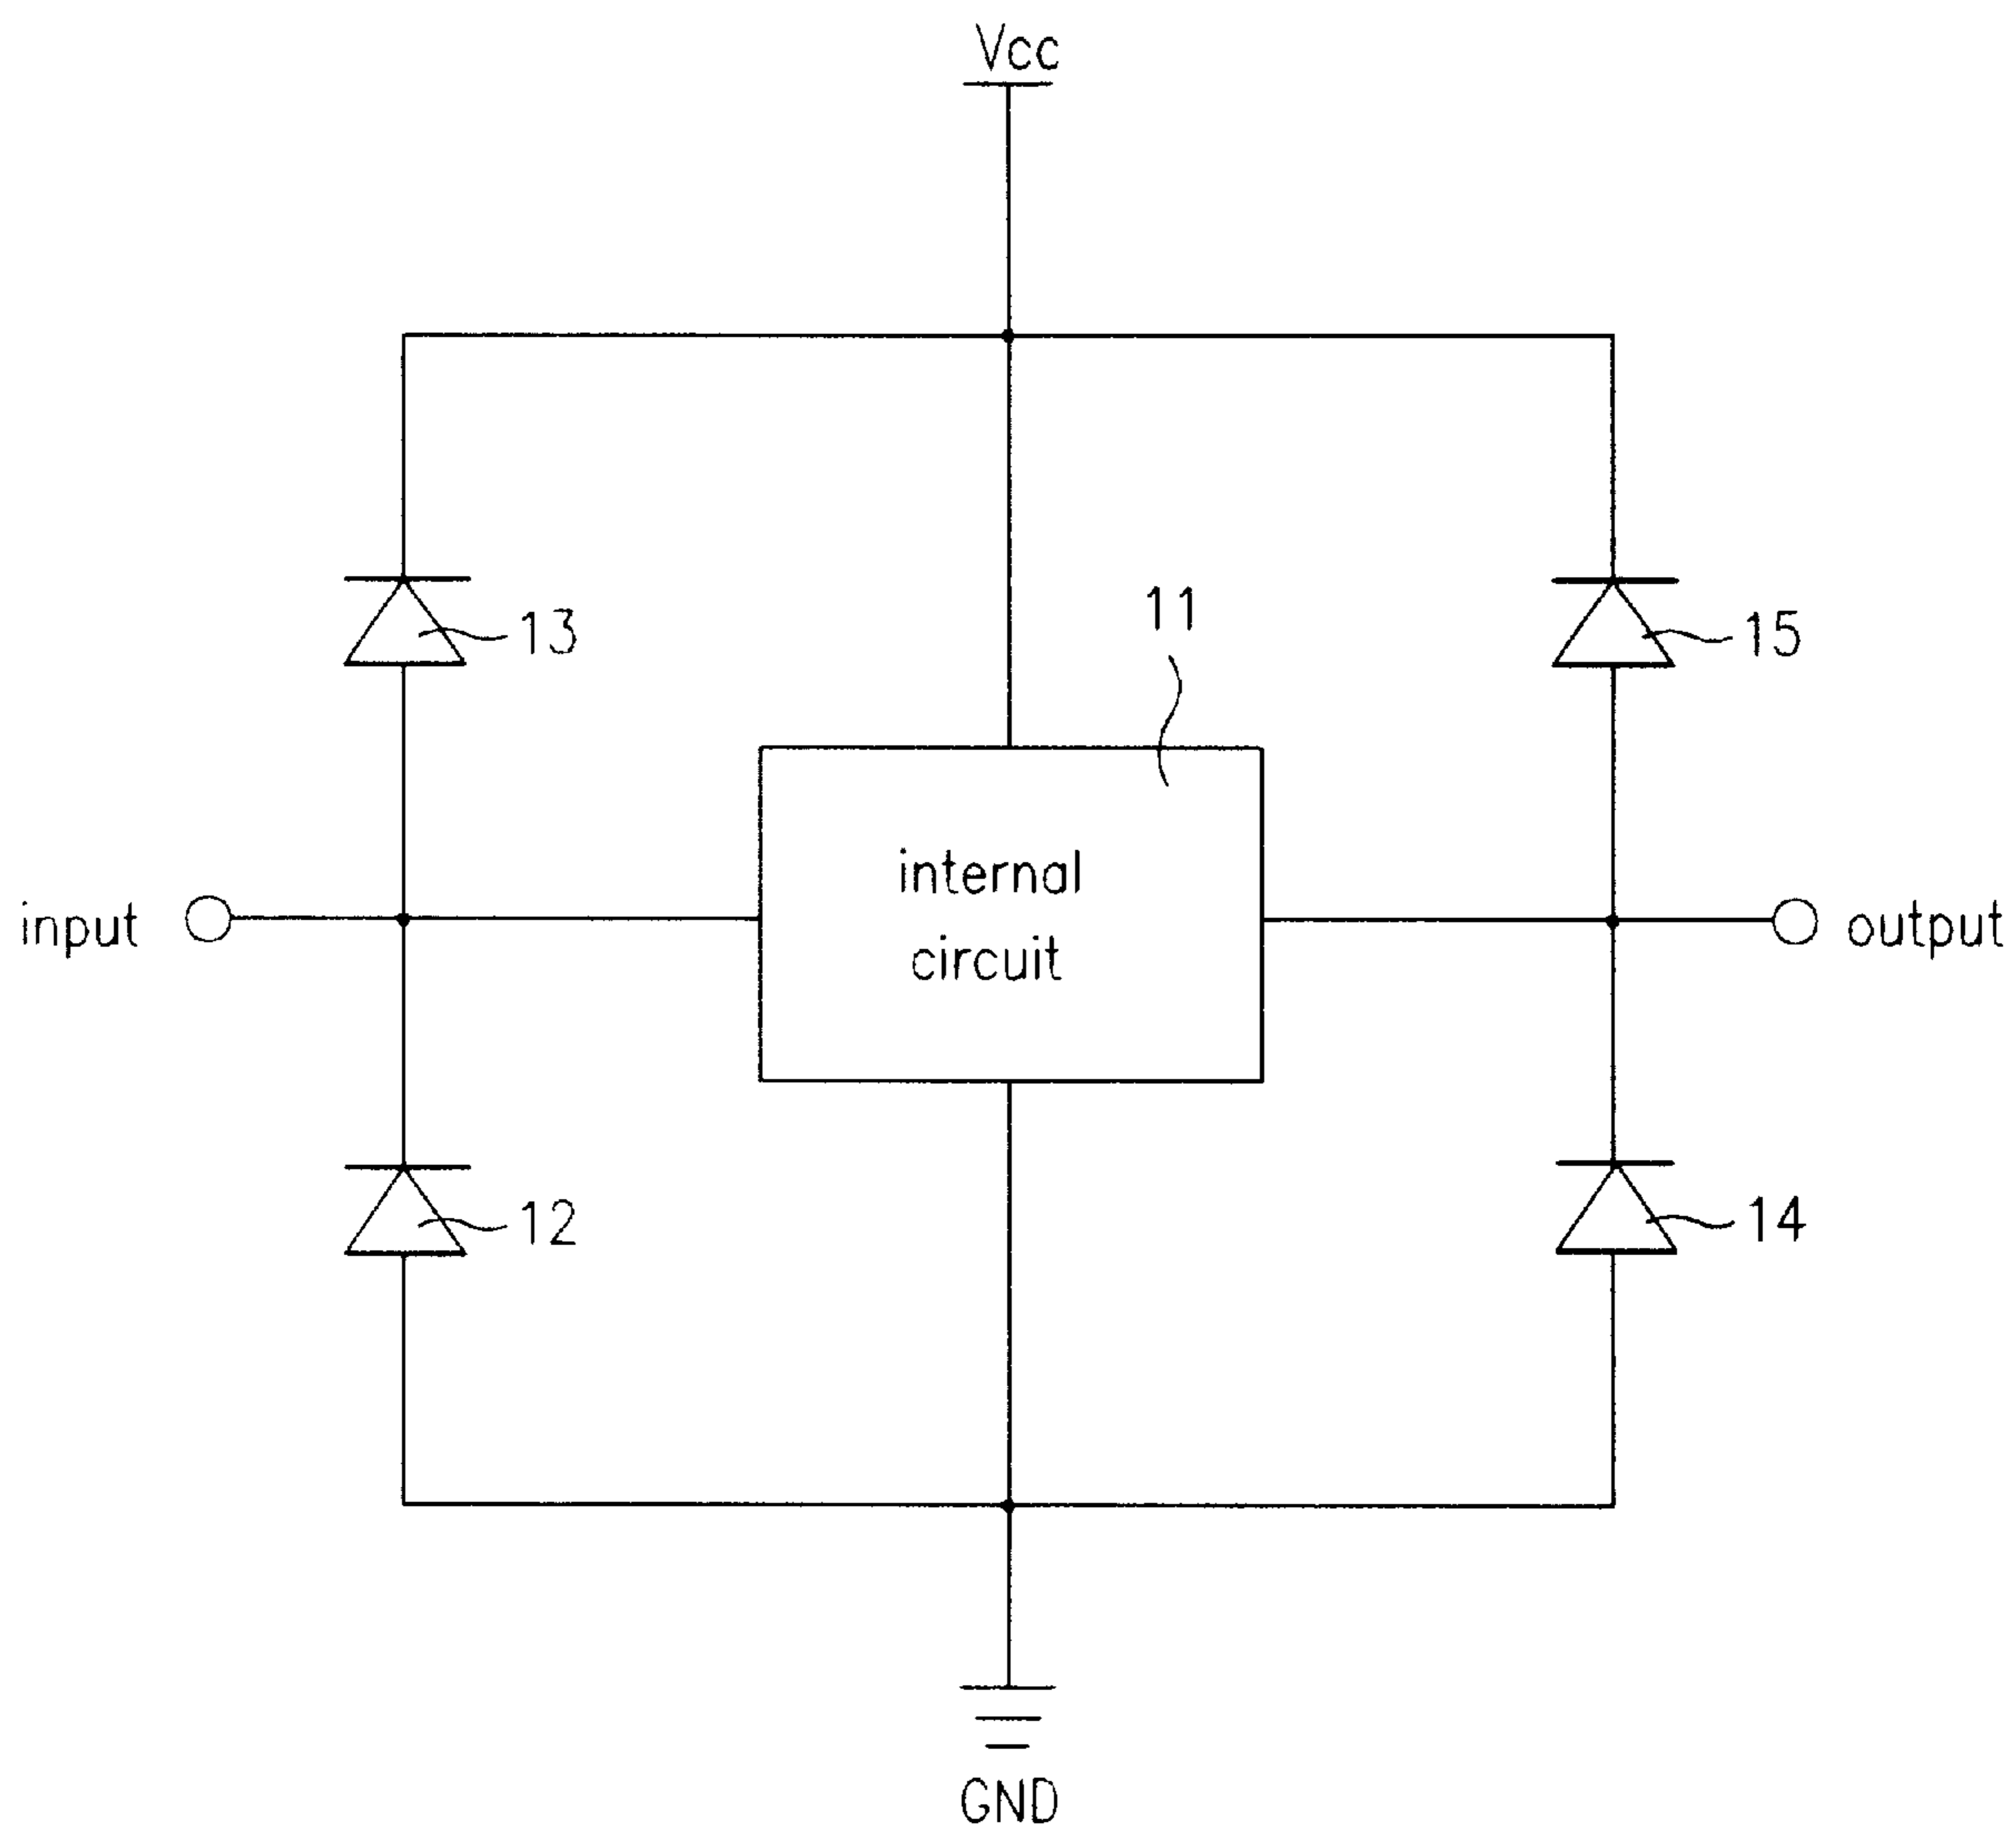 Vcc
11
13
15
internal
circuit
input
output
12
14
GND